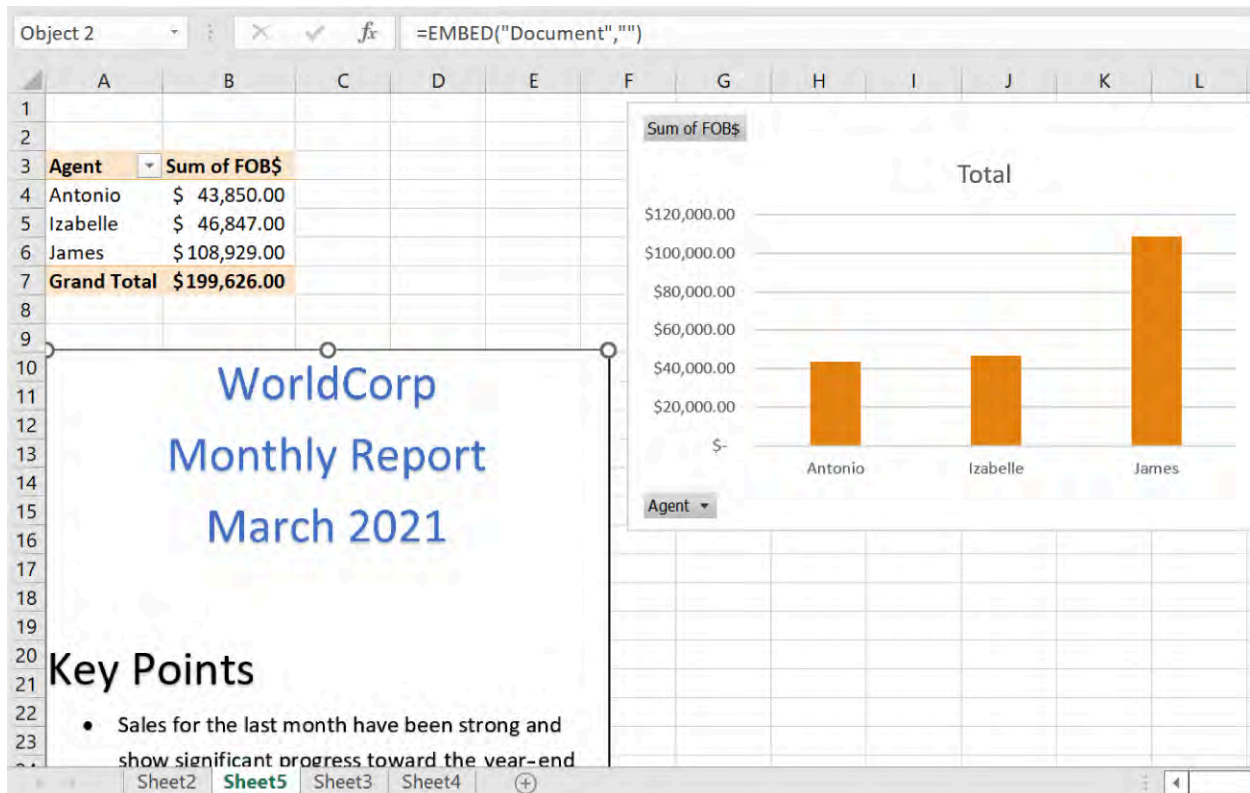 Object 2 fx =EMBED("Document","")
A B C D E F G H I J K L
1
2
3 Agent Sum of FOB$
4 Antonio $ 43,850.00
5 Izabelle $ 46,847.00
6 James $108,929.00
7 Grand Total $199,626.00
8
9
10
11
12
13
14
15
16
17
18
19
20
21
22
23
WorldCorp
Monthly Report
March 2021
Key Points
• Sales for the last month have been strong and
show significant progress toward the year-end
Sum of FOB$
Total
$120,000.00
$100,000.00
$80,000.00
$60,000.00
$40,000.00
$20,000.00
$-
Antonio Izabelle James
Agent
Sheet2 Sheet5 Sheet3 Sheet4